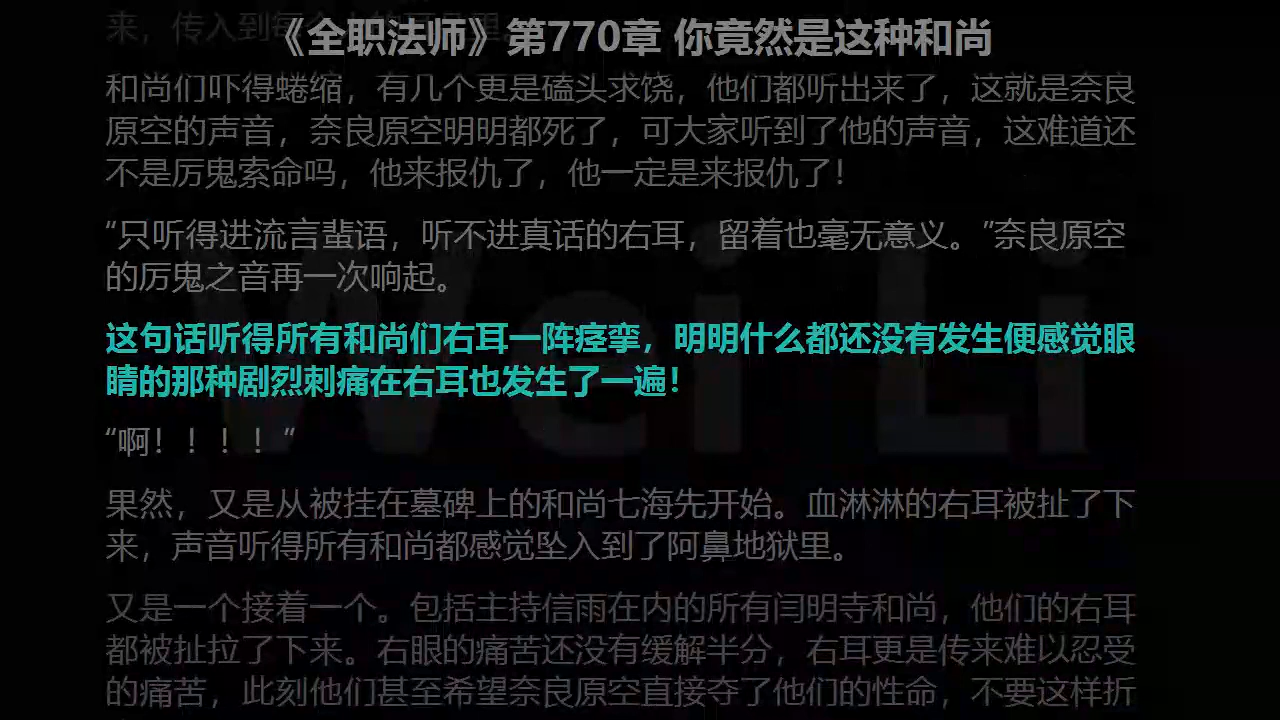 来，传入到每个
《全职法师》第770章 你竟然是这种和尚
和尚们吓得蜷缩，有几个更是磕头求饶，他们都听出来了，这就是奈良
原空的声音，奈良原空明明都死了，可大家听到了他的声音，这难道还
不是厉鬼索命吗，他来报仇了，他一定是来报仇了！
“只听得进流言蜚语，听不进真话的右耳，留着也毫无意义。”奈良原空
的厉鬼之音再一次响起。
这句话听得所有和尚们右耳一阵痉挛，明明什么都还没有发生便感觉眼
睛的那种剧烈刺痛在右耳也发生了一遍！
“啊！！！！”
果然，又是从被挂在墓碑上的和尚七海先开始。血淋淋的右耳被扯了下
来，声音听得所有和尚都感觉坠入到了阿鼻地狱里。
又是一个接着一个。包括主持信雨在内的所有闫明寺和尚，他们的右耳
都被扯拉了下来。右眼的痛苦还没有缓解半分，右耳更是传来难以忍受
的痛苦，此刻他们甚至希望奈良原空直接夺了他们的性命，不要这样折
Wei Li